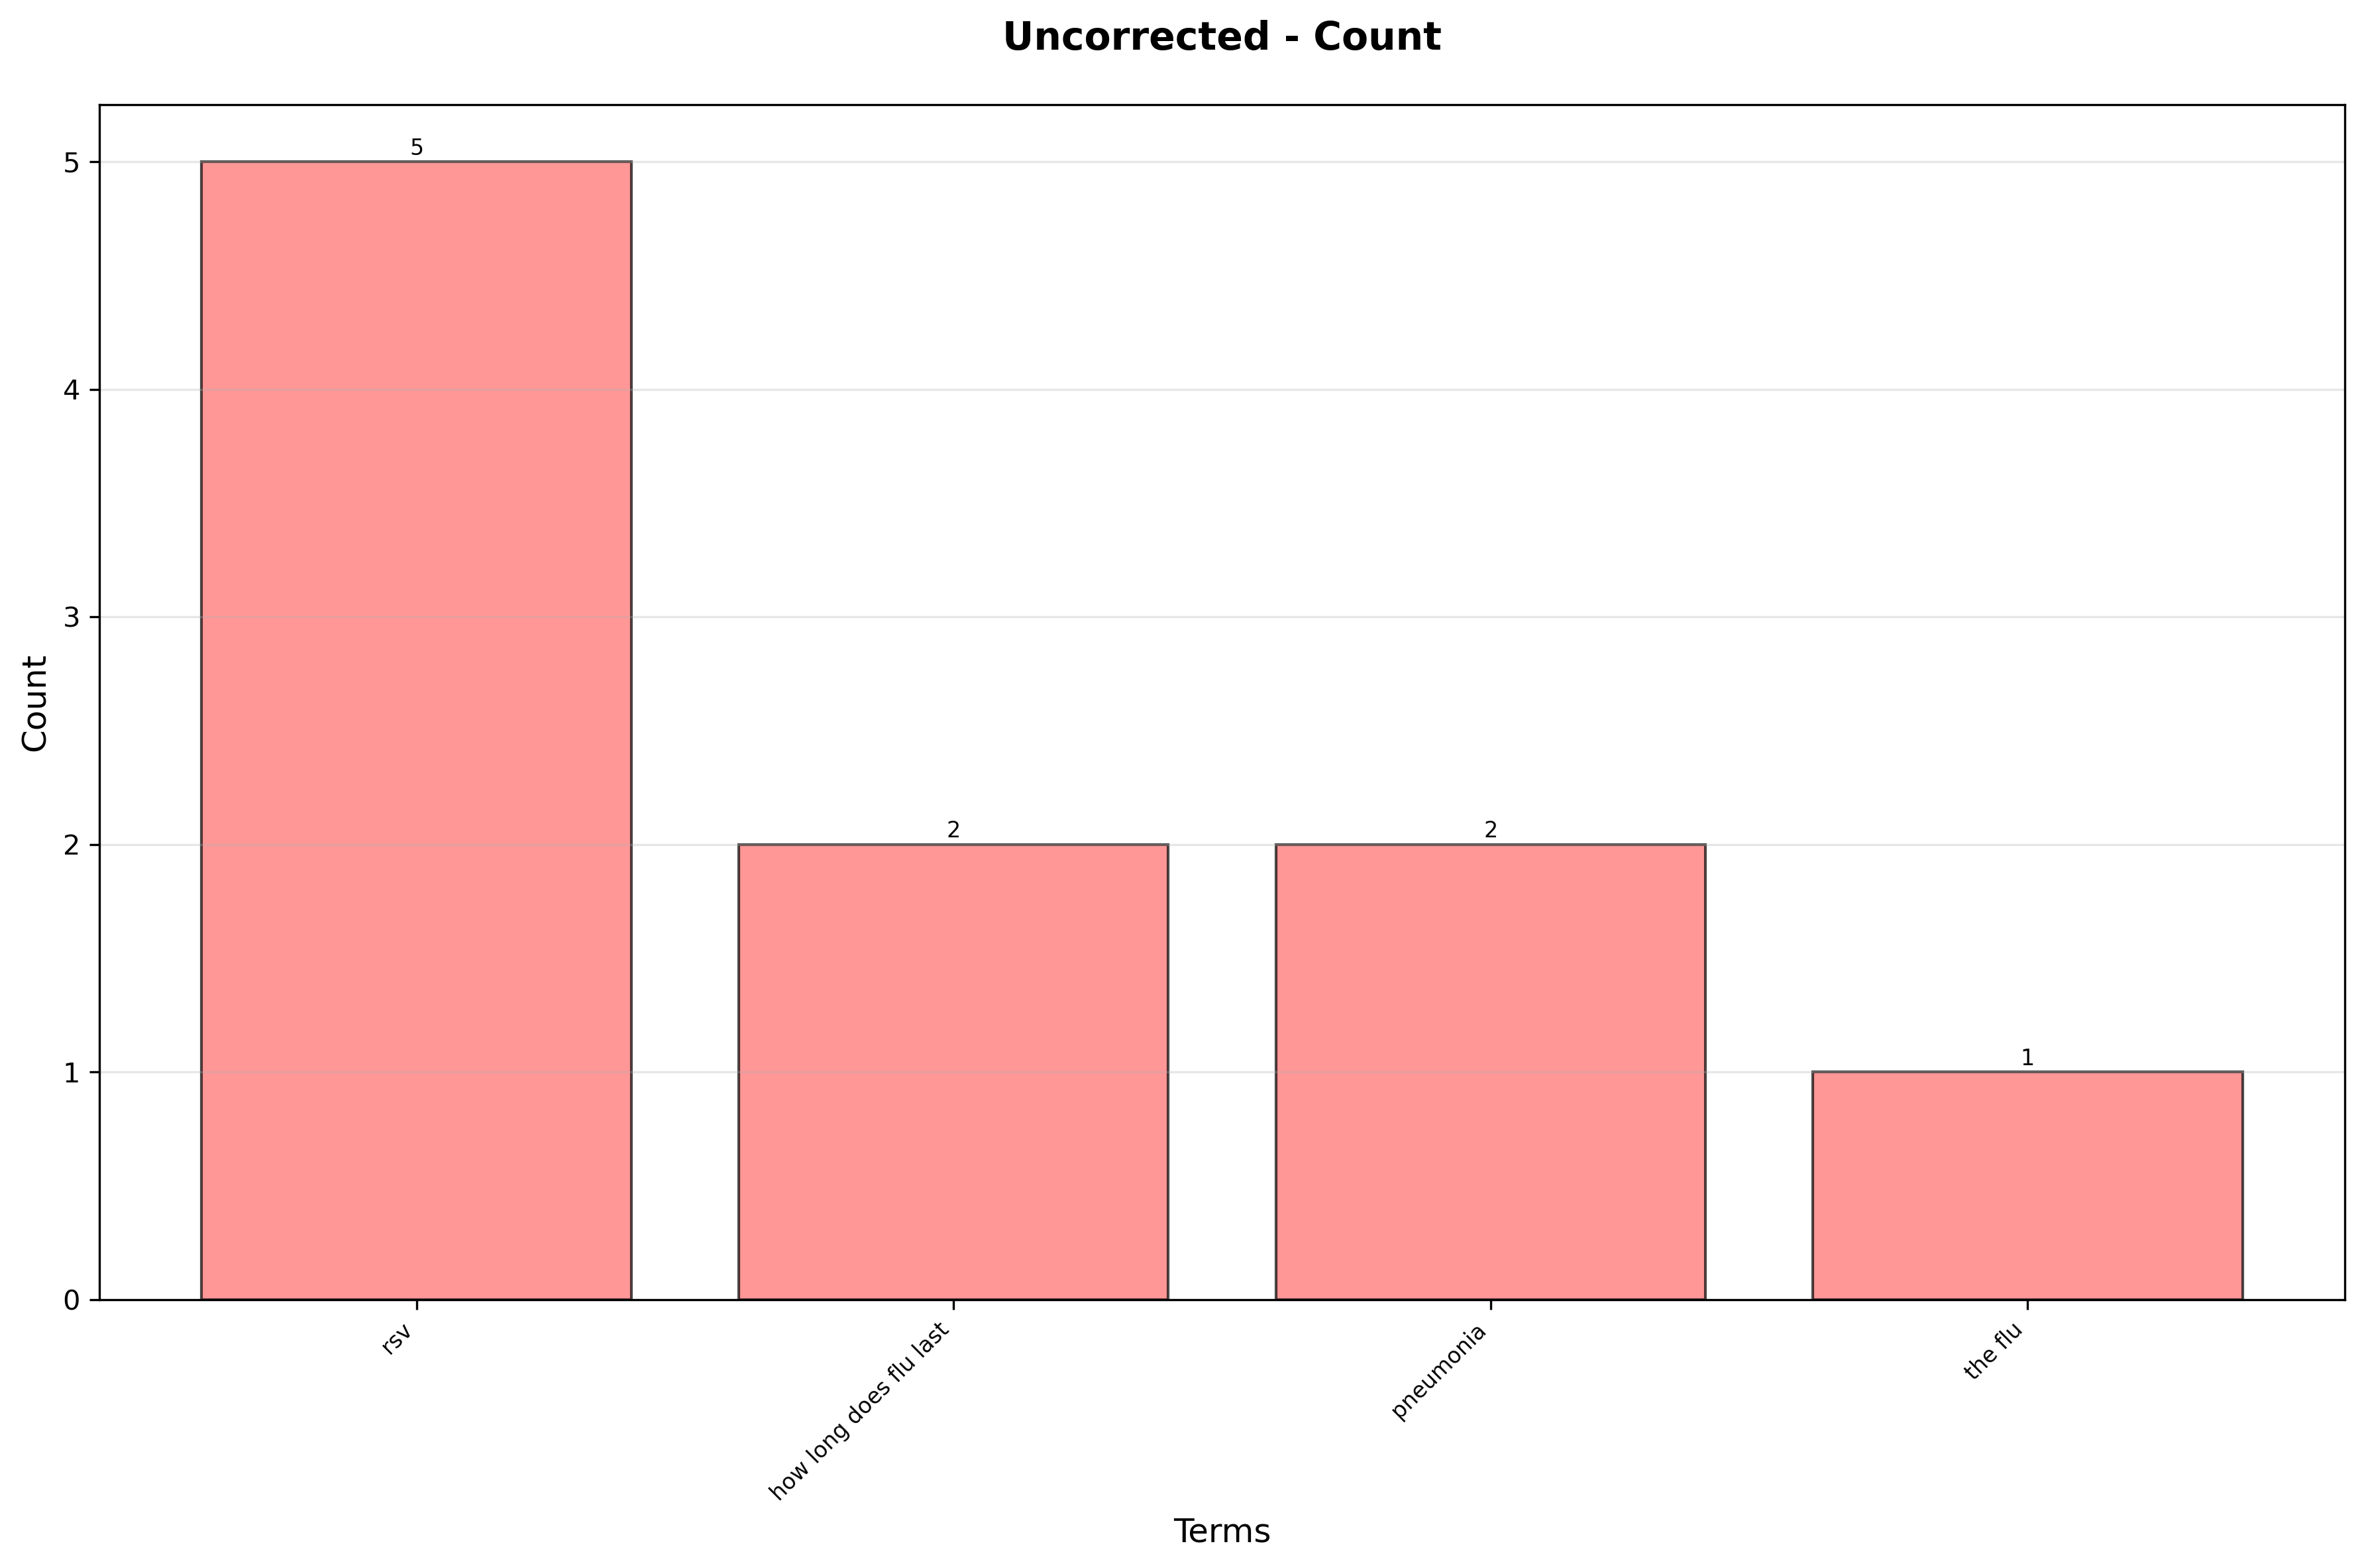 Uncorrected - Count
Count
5
4
3
2
1
0
5
2
2
1
rsv
how long does flu last
pneumonia
the flu
Terms